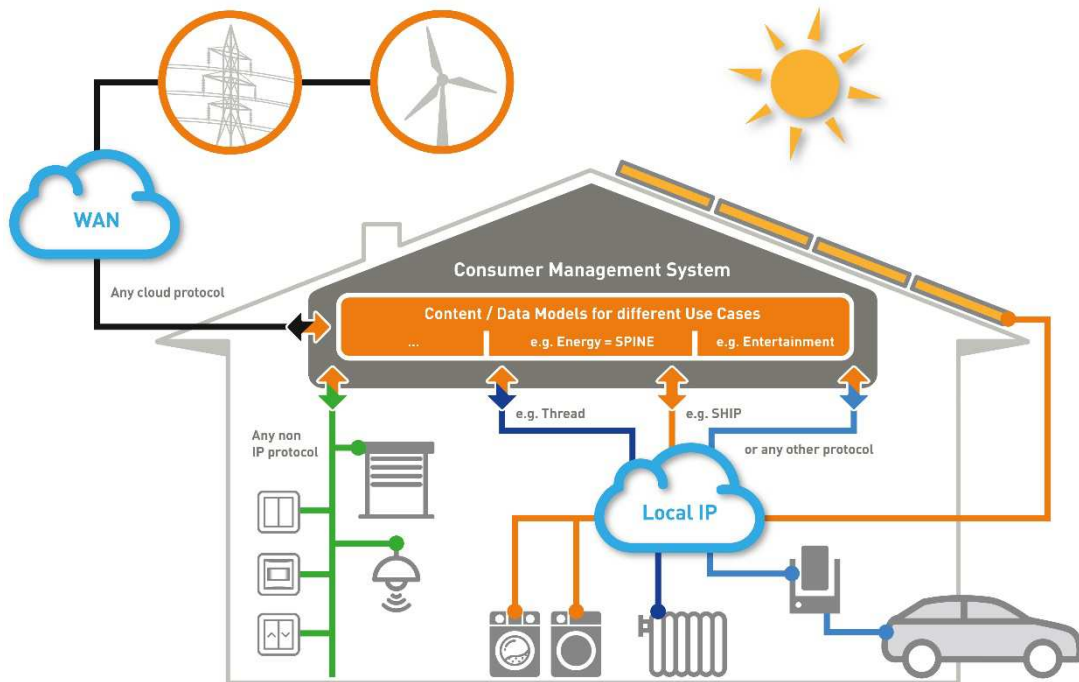 WAN
Any cloud protocol
Consumer Management System
Content / Data Models for different Use Cases
...
e.g. Energy = SPINE
e.g. Entertainment
e.g. Thread
e.g. SHIP
Any non
IP protocol
or any other protocol
Local IP